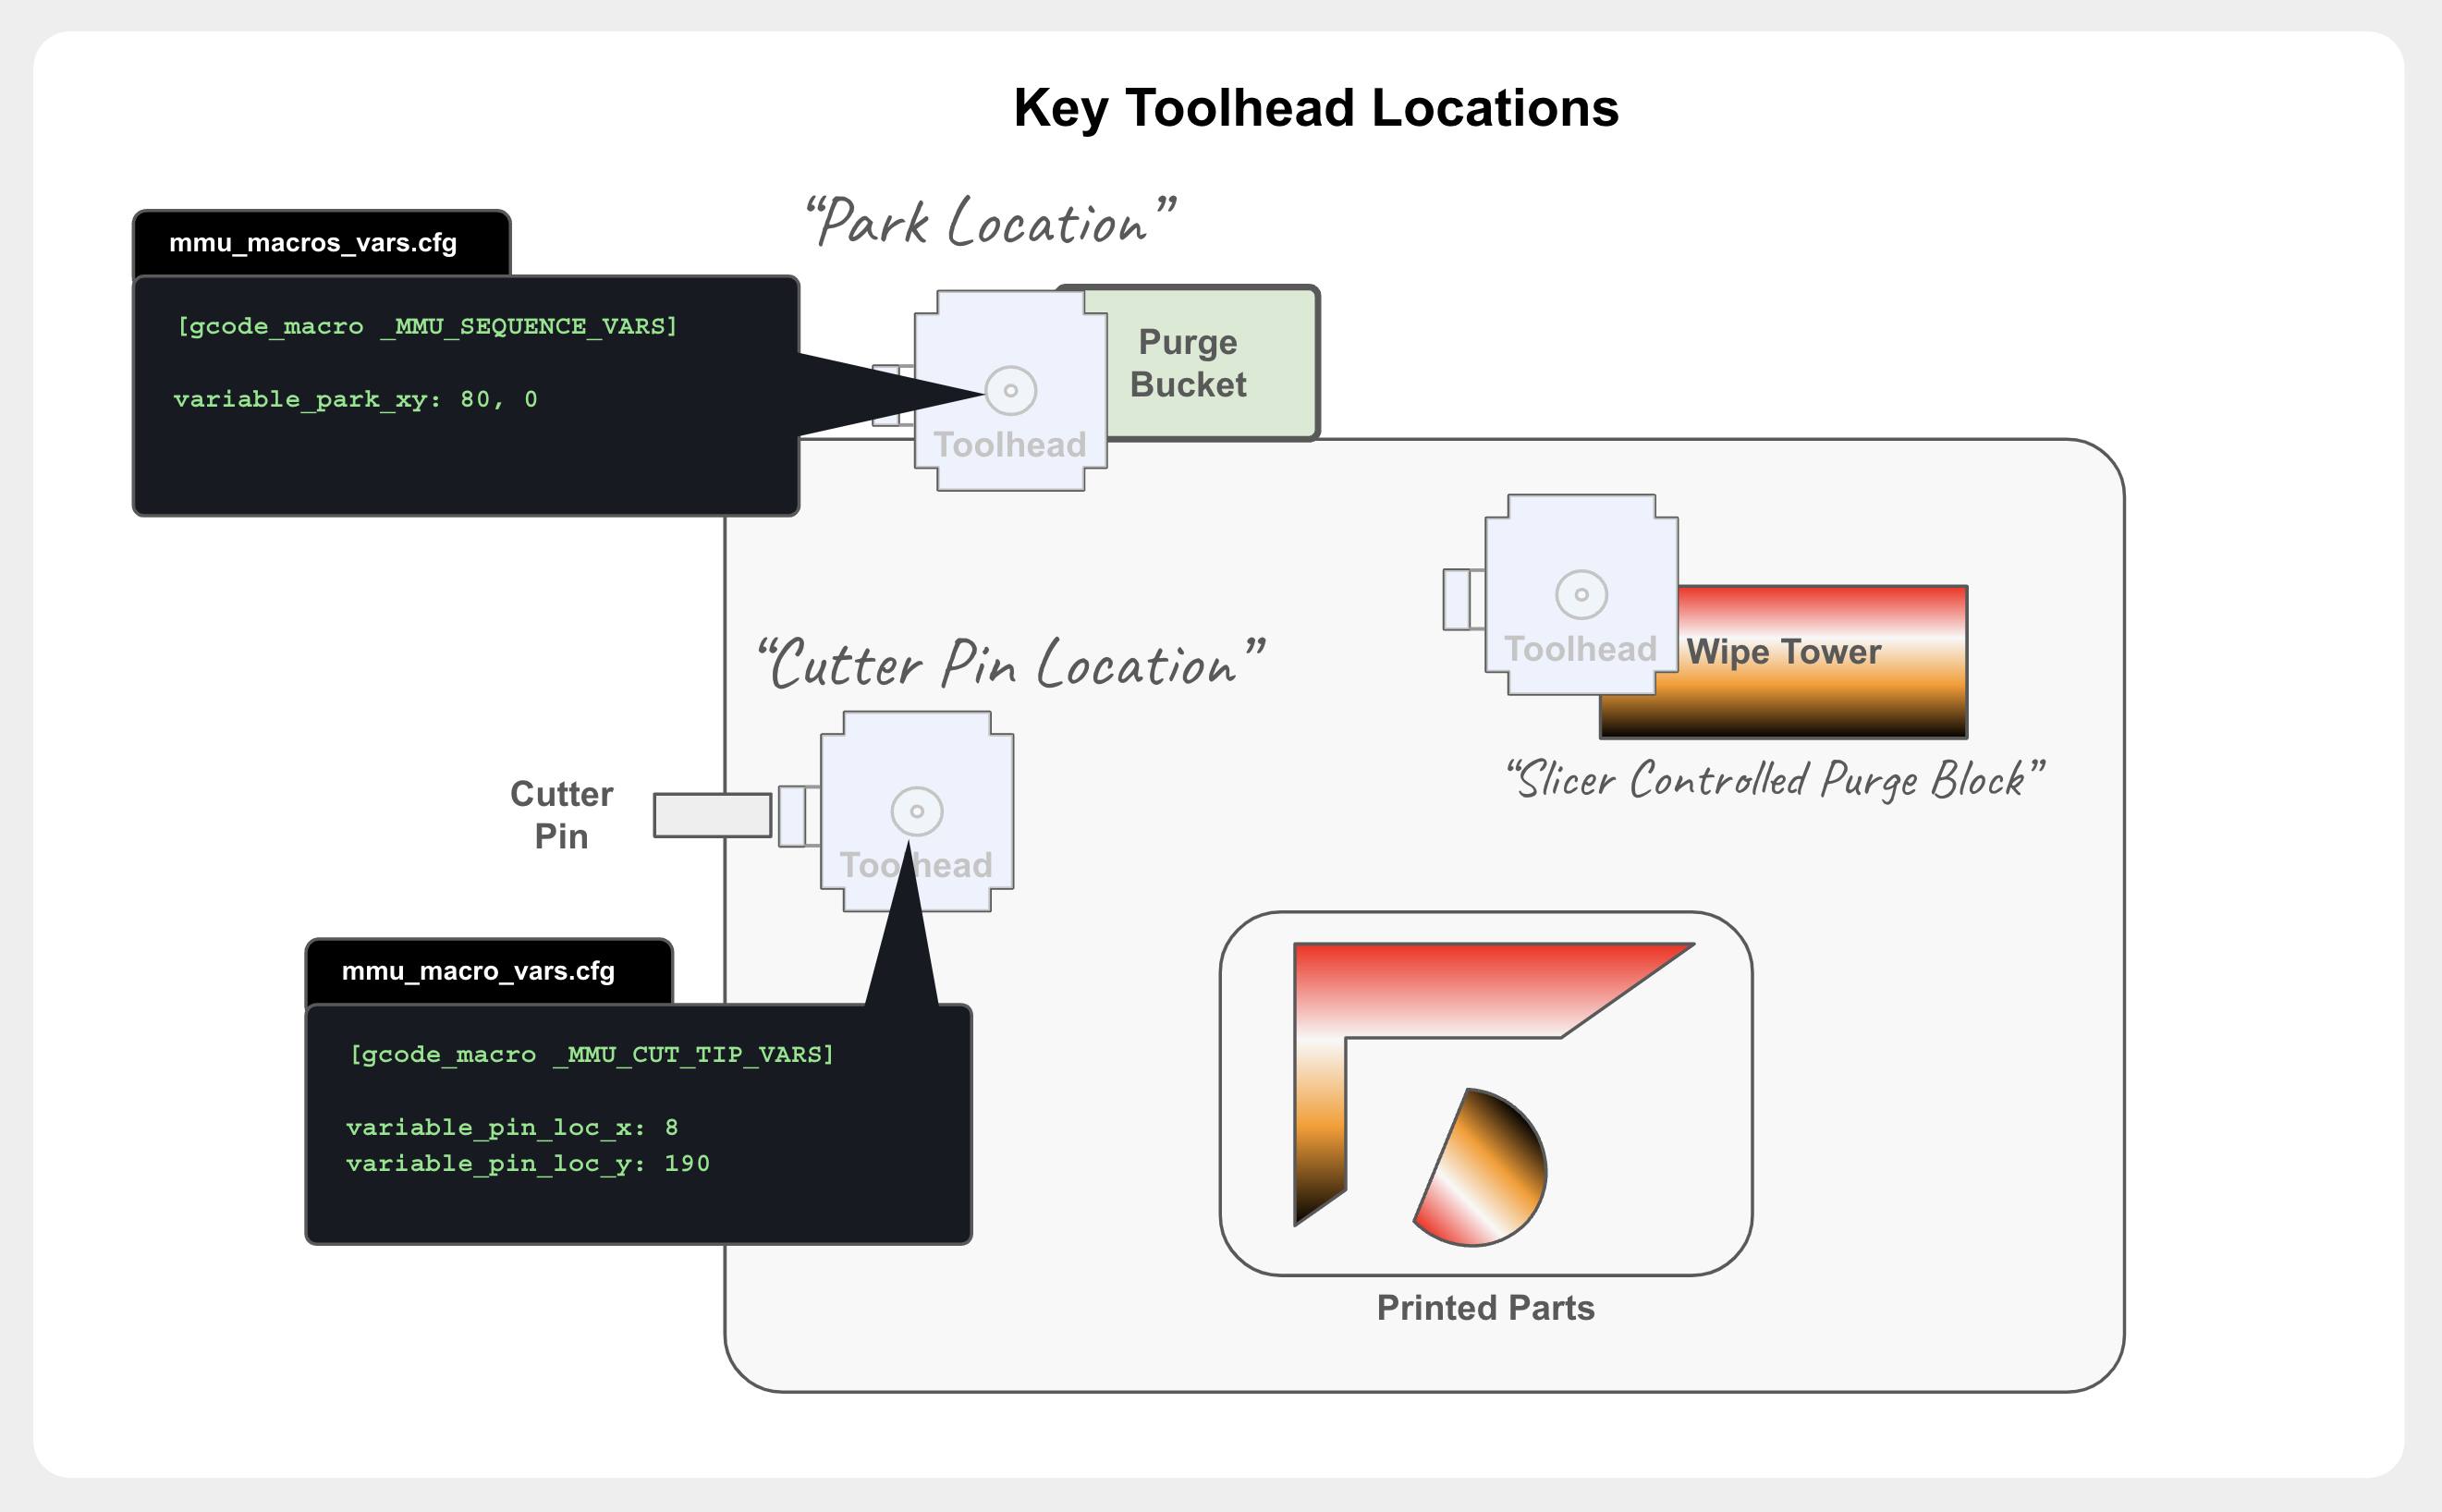 Key Toolhead Locations
“Park Location”
mmu_macros_vars.cfg
[gcode_macro _MMU_SEQUENCE_VARS]
variable_park_xy: 80, 0
Toolhead
Purge
Bucket
Toolhead
Wipe Tower
“Slicer Controlled Purge Block”
“Cutter Pin Location”
Cutter
Pin
Toolhead
mmu_macro_vars.cfg
[gcode_macro _MMU_CUT_TIP_VARS]
variable_pin_loc_x: 8
variable_pin_loc_y: 190
Printed Parts